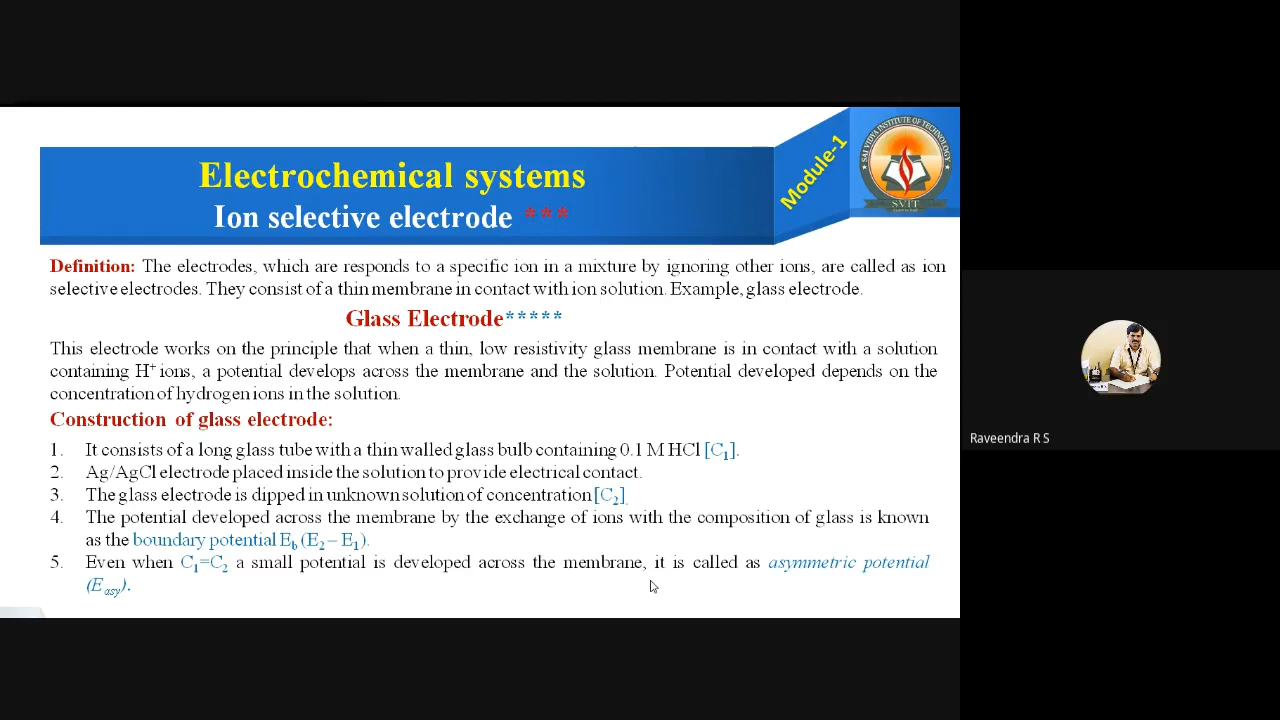 Electrochemical systems
Ion selective electrode ***
Module-1
SAI VIDYA INSTITUTE OF TECHNOLOGY
SVIT
Definition: The electrodes, which are responds to a specific ion in a mixture by ignoring other ions, are called as ion
selective electrodes. They consist of a thin membrane in contact with ion solution. Example, glass electrode.
Glass Electrode*****
This electrode works on the principle that when a thin, low resistivity glass membrane is in contact with a solution
containing H⁺ ions, a potential develops across the membrane and the solution. Potential developed depends on the
concentration of hydrogen ions in the solution.
Construction of glass electrode:
1. It consists of a long glass tube with a thin walled glass bulb containing 0.1 M HCl [C₁].
2. Ag/AgCl electrode placed inside the solution to provide electrical contact.
3. The glass electrode is dipped in unknown solution of concentration [C₂].
4. The potential developed across the membrane by the exchange of ions with the composition of glass is known
as the boundary potential E_b (E₂ – E₁).
5. Even when C₁=C₂ a small potential is developed across the membrane, it is called as asymmetric potential
(E_asy).
Raveendra R S